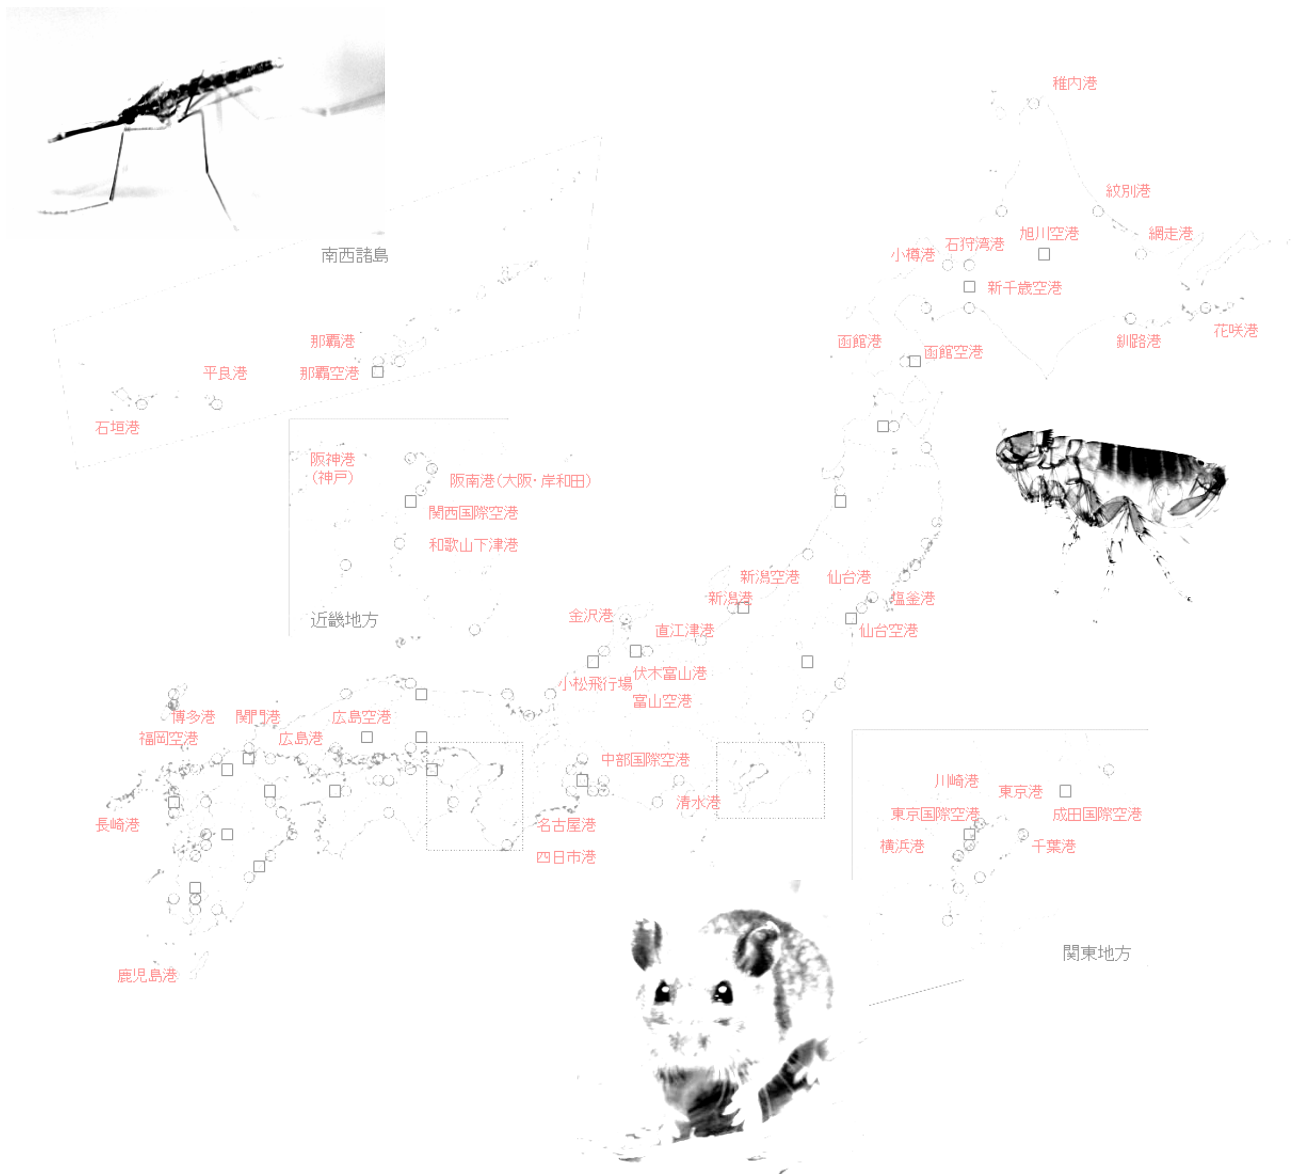 稚内港
紋別港
旭川空港
網走港
石狩湾港
小樽港
新千歳空港
花咲港
釧路港
函館港
函館空港
南西諸島
那覇港
那覇空港
平良港
石垣港
阪神港
(神戸)
阪南港(大阪・岸和田)
関西国際空港
和歌山下津港
近畿地方
新潟空港
仙台港
新潟港
塩釜港
仙台空港
金沢港
直江津港
伏木富山港
小松飛行場
富山空港
博多港
関門港
広島空港
福岡空港
広島港
中部国際空港
清水港
長崎港
名古屋港
四日市港
鹿児島港
川崎港
東京港
東京国際空港
成田国際空港
横浜港
千葉港
関東地方